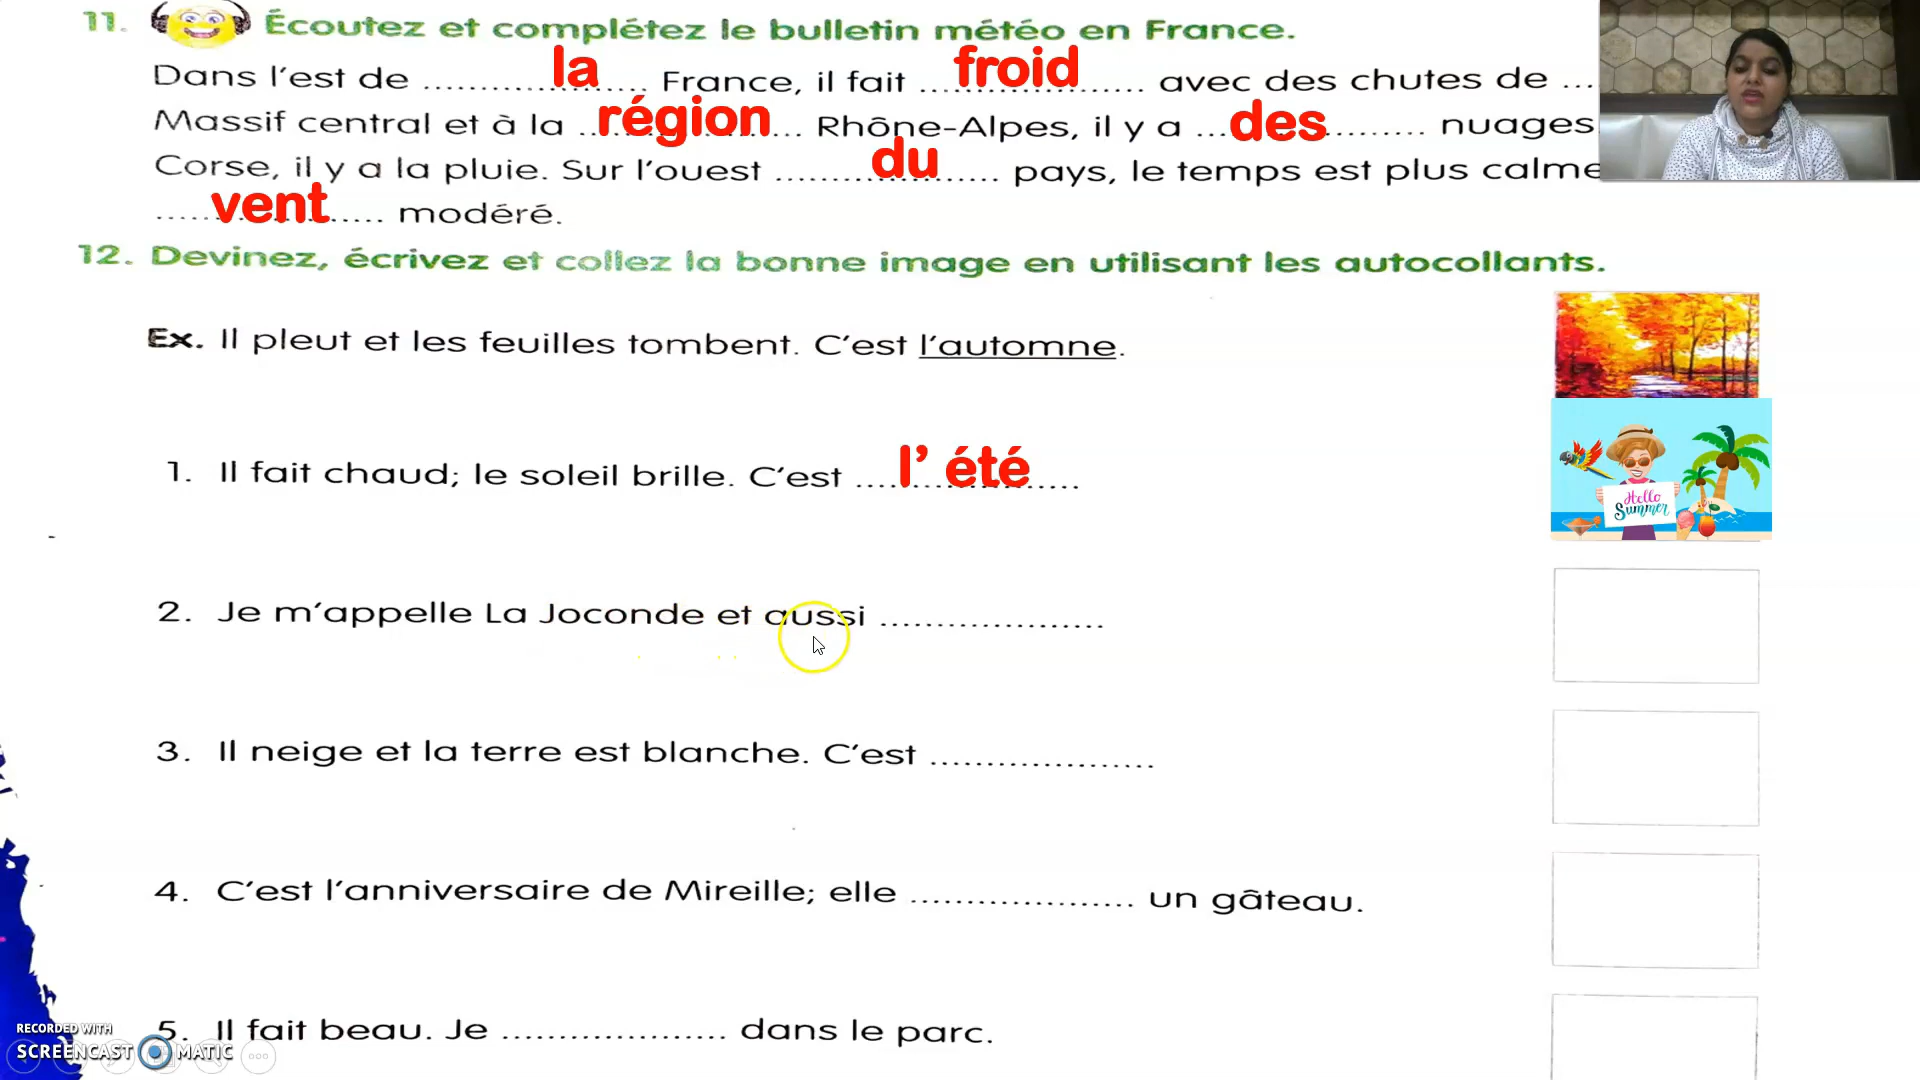 11. Écoutez et complétez le bulletin météo en France.
Dans l'est de ........ la ........ France, il fait ........ froid ........ avec des chutes de ...
Massif central et à la ........ région ........ Rhône-Alpes, il y a ........ des ........ nuages
Corse, il y a la pluie. Sur l'ouest ........ du ........ pays, le temps est plus calme
........ vent ........ modéré.
12. Devinez, écrivez et collez la bonne image en utilisant les autocollants.
Ex. Il pleut et les feuilles tombent. C'est l'automne.
1. Il fait chaud; le soleil brille. C'est ........ l' été ........
Hello
Summer
2. Je m'appelle La Joconde et aussi ....................
3. Il neige et la terre est blanche. C'est ....................
4. C'est l'anniversaire de Mireille; elle .................... un gâteau.
5. Il fait beau. Je .................... dans le parc.
RECORDED WITH
SCREENCAST MATIC